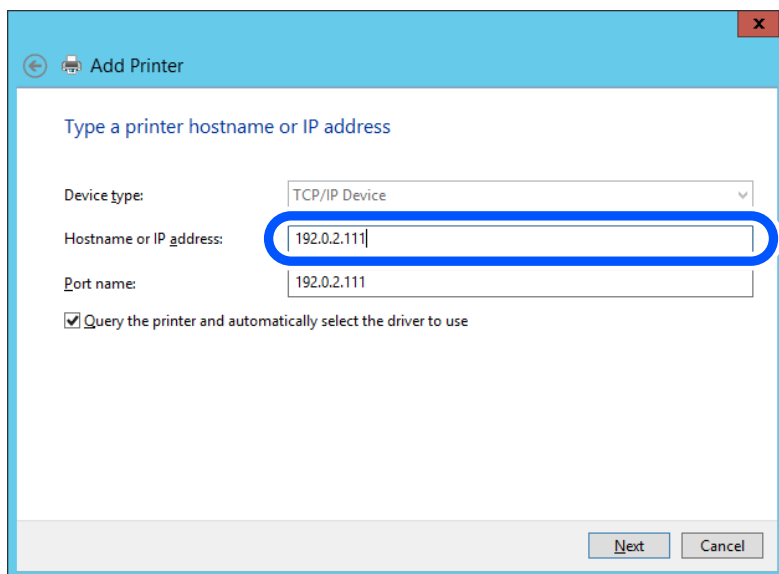 x
Add Printer
Type a printer hostname or IP address
Device type: TCP/IP Device
Hostname or IP address: 192.0.2.111
Port name: 192.0.2.111
Query the printer and automatically select the driver to use
Next Cancel